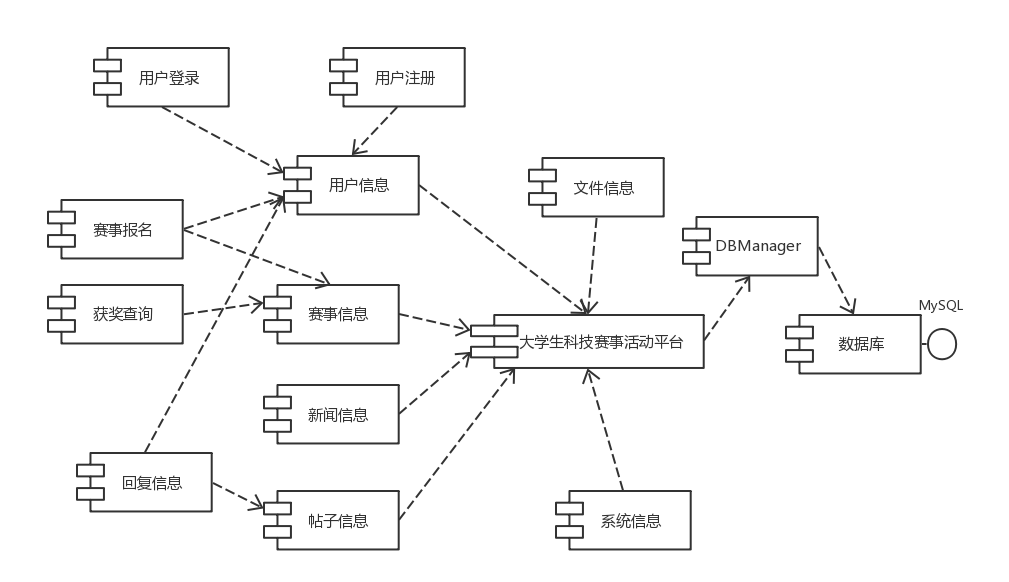 用户登录
用户注册
用户信息
文件信息
赛事报名
DBManager
获奖查询
赛事信息
大学生科技赛事活动平台
数据库
MySQL
新闻信息
回复信息
帖子信息
系统信息